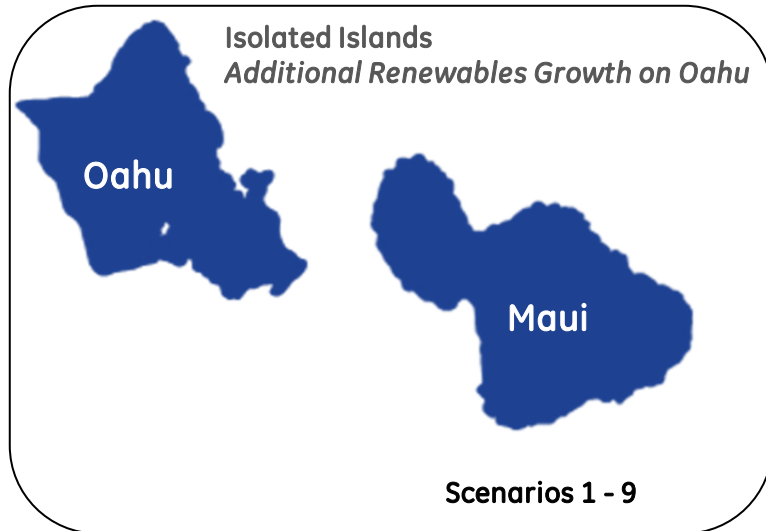 Isolated Islands
Additional Renewables Growth on Oahu
Oahu
Maui
Scenarios 1 - 9